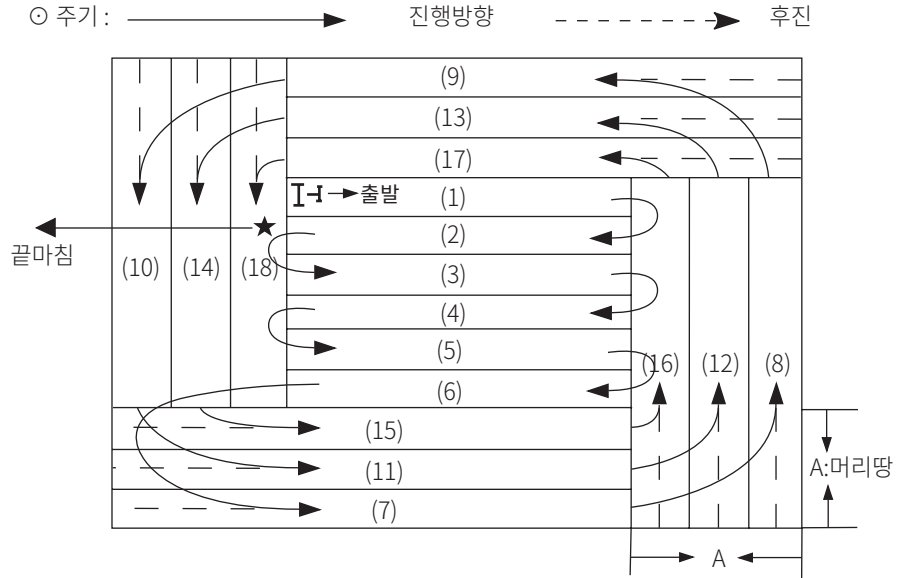 ⊙ 주기 : 진행방향 후진
(9)
(13)
(17)
출발 (1)
(2)
끝마침
(10) (14) (18) (3)
(4)
(5)
(16) (12) (8)
(6)
(15)
(11)
A:머리땅
(7)
A